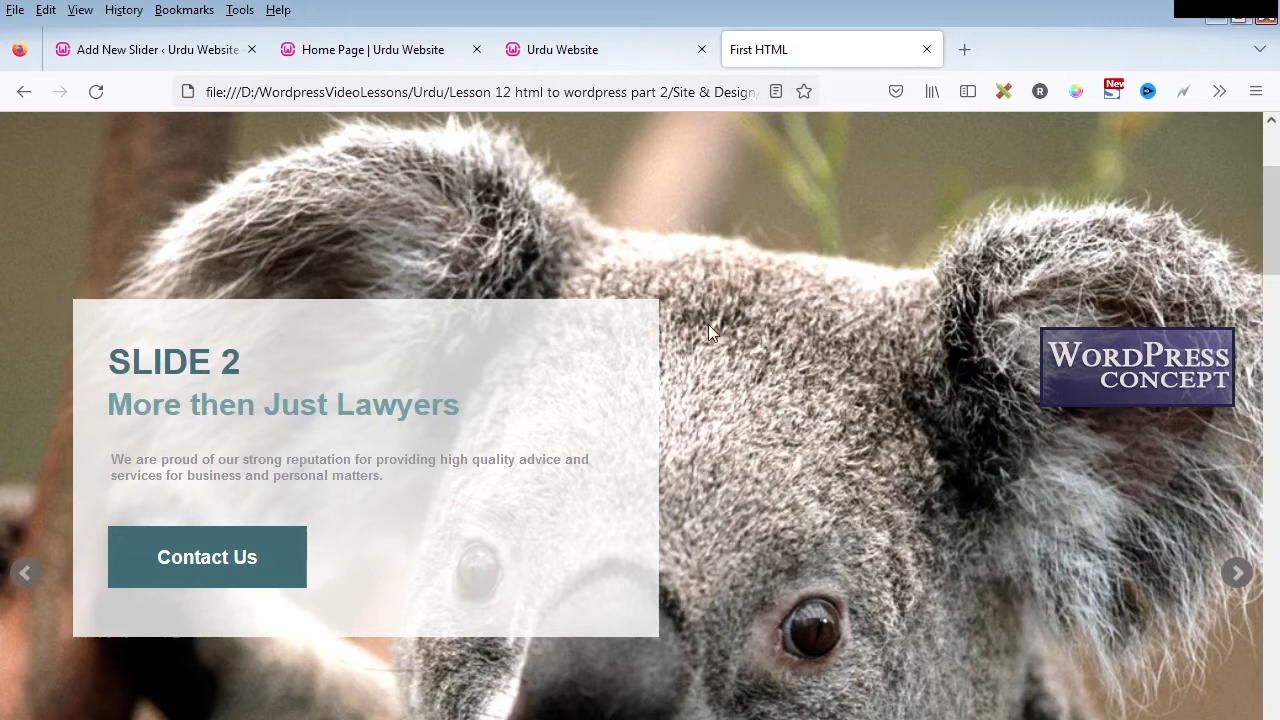 File Edit View History Bookmarks Tools Help
Add New Slider ‹ Urdu Website
Home Page | Urdu Website
Urdu Website
First HTML
file:///D:/WordpressVideoLessonsUrdu/Lesson 12 html to wordpress part 2/Site & Design/
R
New
SLIDE 2
More then Just Lawyers
We are proud of our strong reputation for providing high quality advice and
services for business and personal matters.
Contact Us
WORDPRESS
CONCEPT